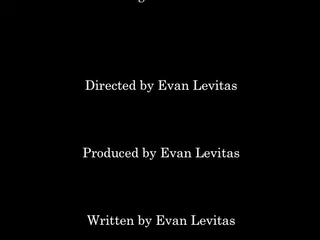 Directed by Evan Levitas
Produced by Evan Levitas
Written by Evan Levitas